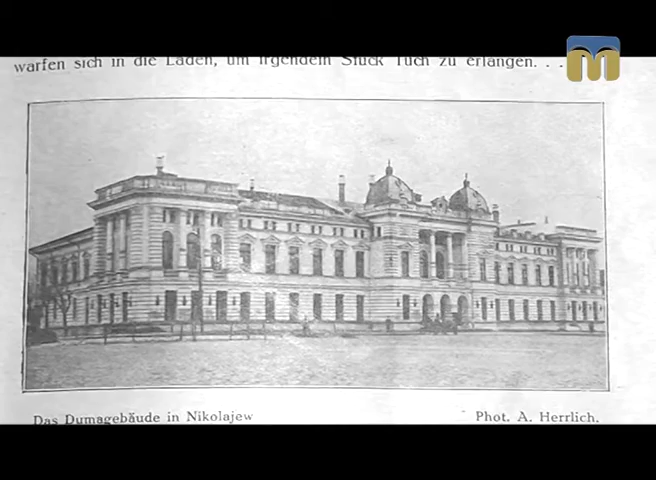 warfen sich in die Läden, um irgendein Stück Tuch zu erlangen. . .
Das Dumagebäude in Nikolajew
Phot. A. Herrlich.